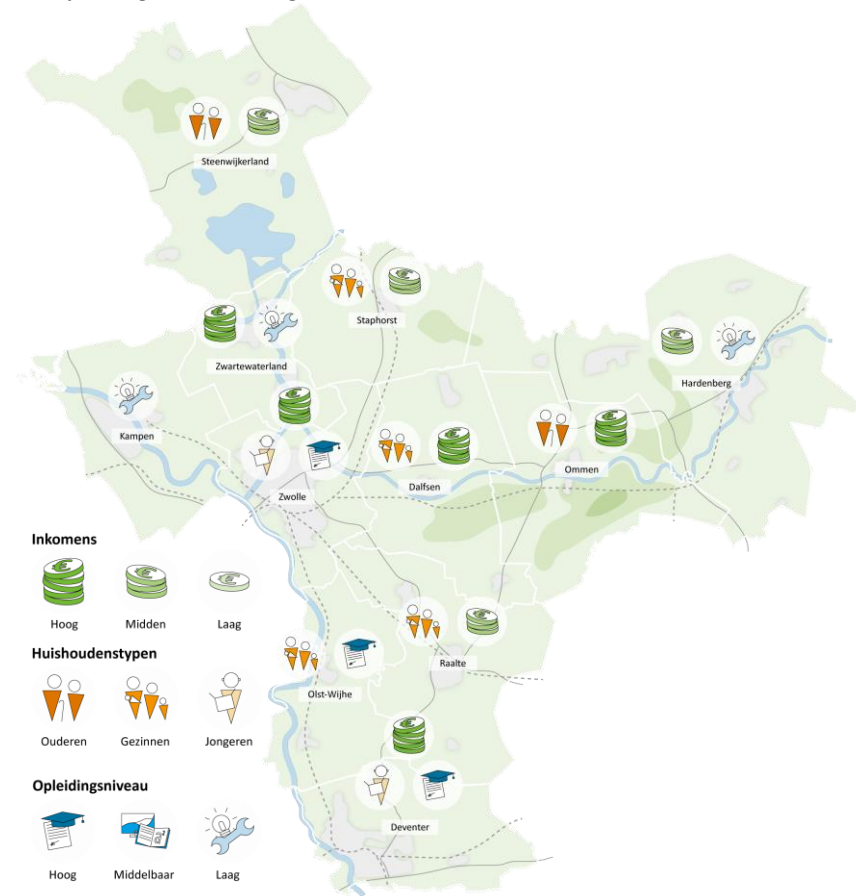 Steenwijkerland
Staphorst
Zwartewaterland
Hardenberg
Kampen
Ommen
Dalfsen
Zwolle
Inkomens
Hoog
Midden
Laag
Huishoudenstypen
Raalte
Olst-Wijhe
Ouderen
Gezinnen
Jongeren
Opleidingsniveau
Deventer
Hoog
Middelbaar
Laag